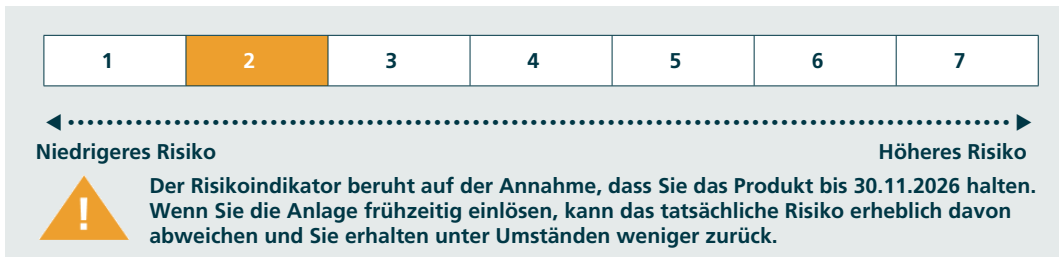 1 2 3 4 5 6 7
Niedrigeres Risiko Höheres Risiko
Der Risikoindikator beruht auf der Annahme, dass Sie das Produkt bis 30.11.2026 halten.
Wenn Sie die Anlage frühzeitig einlösen, kann das tatsächliche Risiko erheblich davon
abweichen und Sie erhalten unter Umständen weniger zurück.